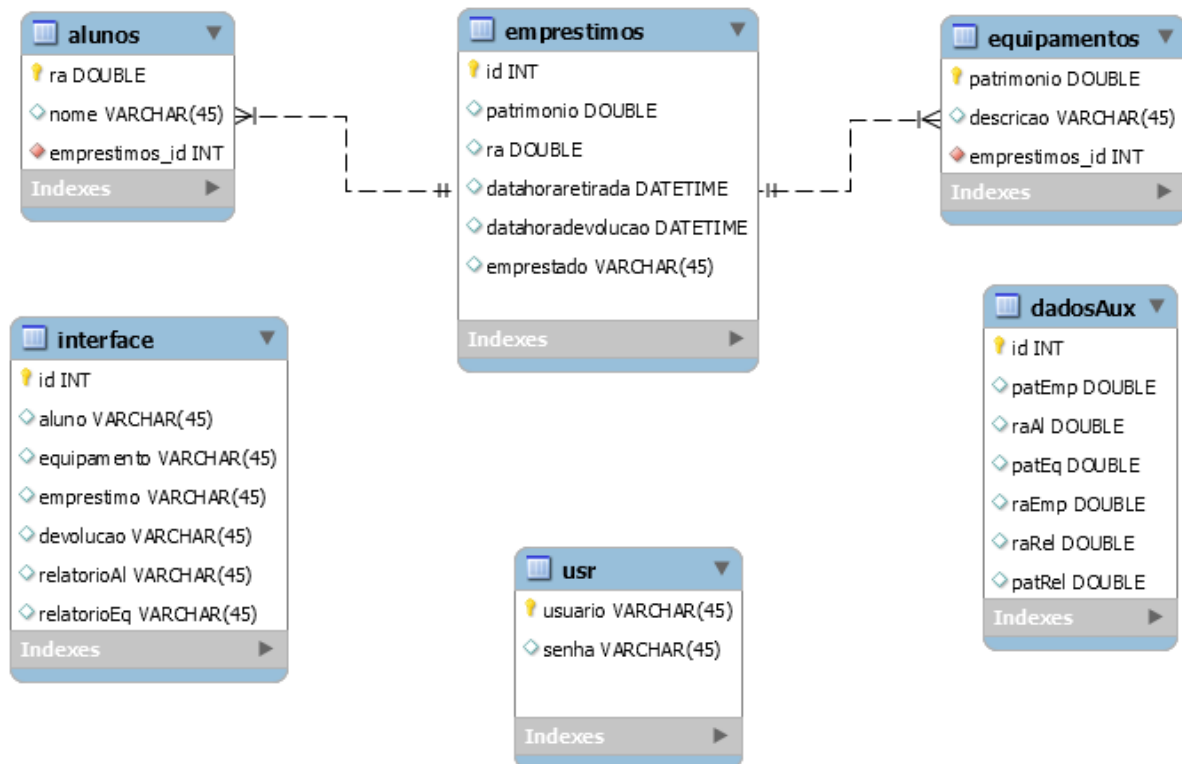 alunos
ra DOUBLE
nome VARCHAR(45)
emprestimos_id INT
Indexes
emprestimos
id INT
patrimonio DOUBLE
ra DOUBLE
datahoraretirada DATETIME
datahoradevolucao DATETIME
emprestado VARCHAR(45)
Indexes
equipamentos
patrimonio DOUBLE
descricao VARCHAR(45)
emprestimos_id INT
Indexes
interface
id INT
aluno VARCHAR(45)
equipamento VARCHAR(45)
emprestimo VARCHAR(45)
devolucao VARCHAR(45)
relatorioAl VARCHAR(45)
relatorioEq VARCHAR(45)
Indexes
usr
usuario VARCHAR(45)
senha VARCHAR(45)
Indexes
dadosAux
id INT
patEmp DOUBLE
raAl DOUBLE
patEq DOUBLE
raEmp DOUBLE
raRel DOUBLE
patRel DOUBLE
Indexes